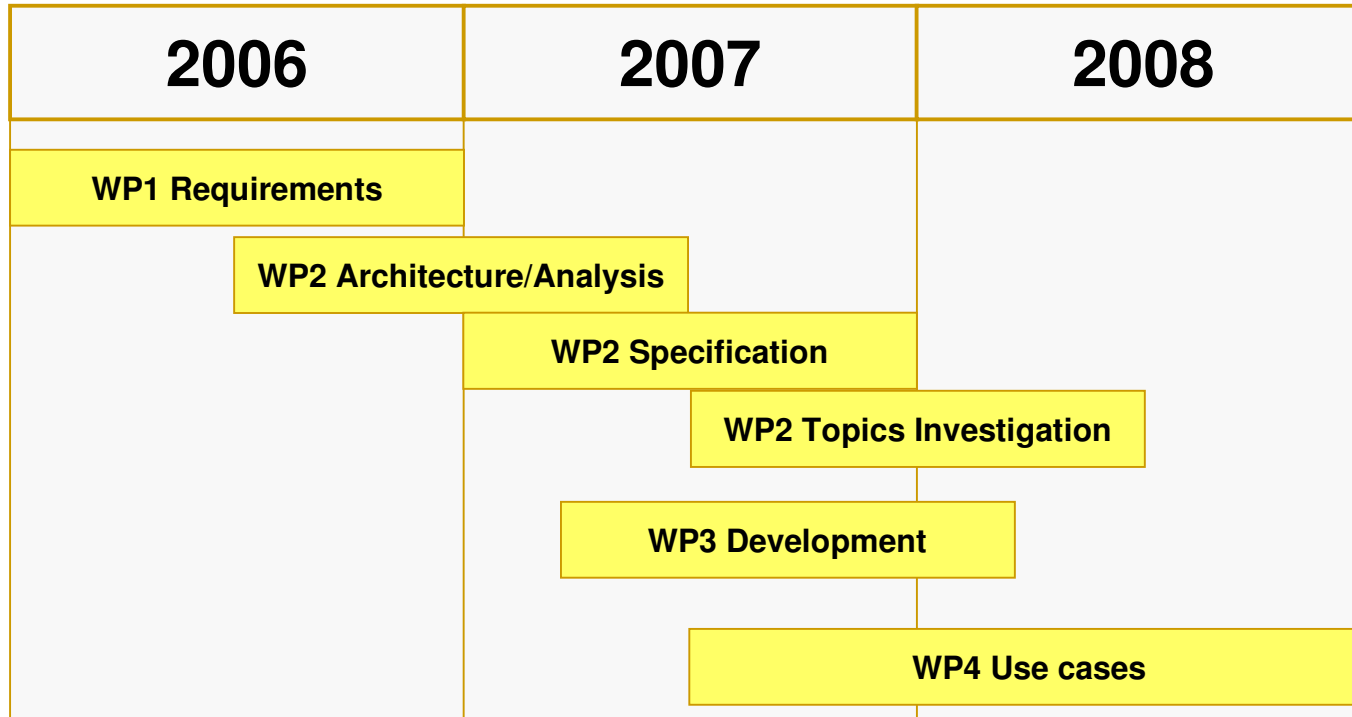 2006 2007 2008
WP1 Requirements
WP2 Architecture/Analysis
WP2 Specification
WP2 Topics Investigation
WP3 Development
WP4 Use cases